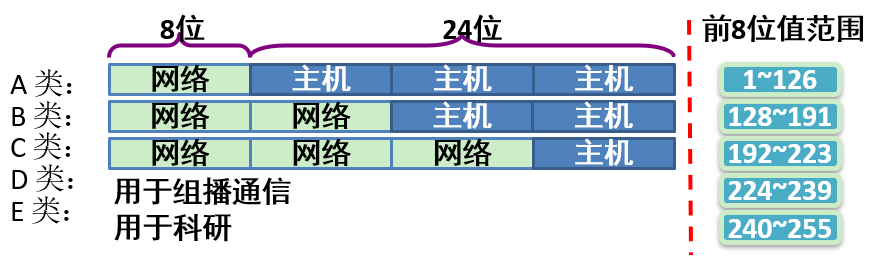 8位 24位 前8位值范围
A 类： 网络 主机 主机 主机 1~126
B 类： 网络 网络 主机 主机 128~191
C 类： 网络 网络 网络 主机 192~223
D 类： 用于组播通信 224~239
E 类： 用于科研 240~255